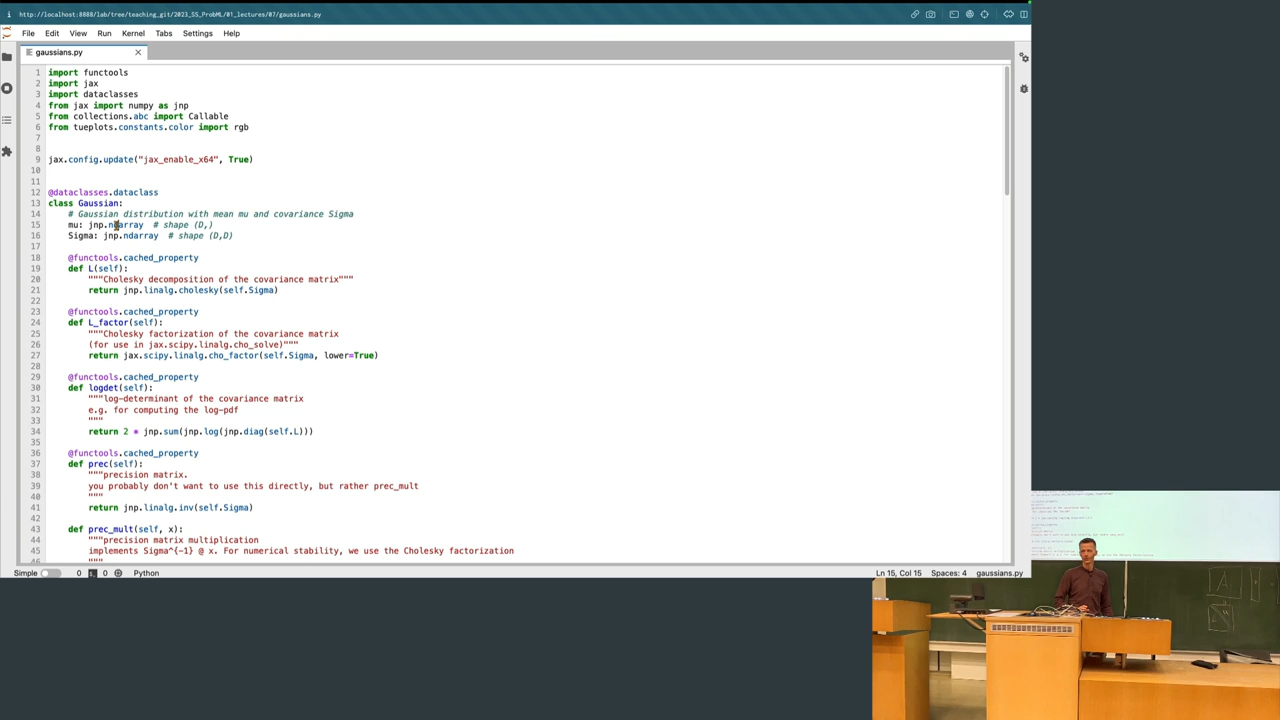 http://localhost:8888/lab/tree/teaching_git/2023_SS_ProbML/01_lectures/07/gaussians.py
File Edit View Run Kernel Tabs Settings Help
gaussians.py
1 import functools
2 import jax
3 import dataclasses
4 from jax import numpy as jnp
5 from collections.abc import Callable
6 from tueplots.constants.color import rgb
7
8
9 jax.config.update("jax_enable_x64", True)
10
11
12 @dataclasses.dataclass
13 class Gaussian:
14 # Gaussian distribution with mean mu and covariance Sigma
15 mu: jnp.ndarray # shape (D,)
16 Sigma: jnp.ndarray # shape (D,D)
17
18 @functools.cached_property
19 def L(self):
20 """Cholesky decomposition of the covariance matrix"""
21 return jnp.linalg.cholesky(self.Sigma)
22
23 @functools.cached_property
24 def L_factor(self):
25 """Cholesky factorization of the covariance matrix
26 (for use in jax.scipy.linalg.cho_solve)"""
27 return jax.scipy.linalg.cho_factor(self.Sigma, lower=True)
28
29 @functools.cached_property
30 def logdet(self):
31 """log-determinant of the covariance matrix
32 e.g. for computing the log-pdf
33 """
34 return 2 * jnp.sum(jnp.log(jnp.diag(self.L)))
35
36 @functools.cached_property
37 def prec(self):
38 """precision matrix.
39 you probably don't want to use this directly, but rather prec_mult
40 """
41 return jnp.linalg.inv(self.Sigma)
42
43 def prec_mult(self, x):
44 """precision matrix multiplication
45 implements Sigma^{-1} @ x. For numerical stability, we use the Cholesky factorization
46 """
Simple 0 0 Python Ln 15, Col 15 Spaces: 4 gaussians.py
A